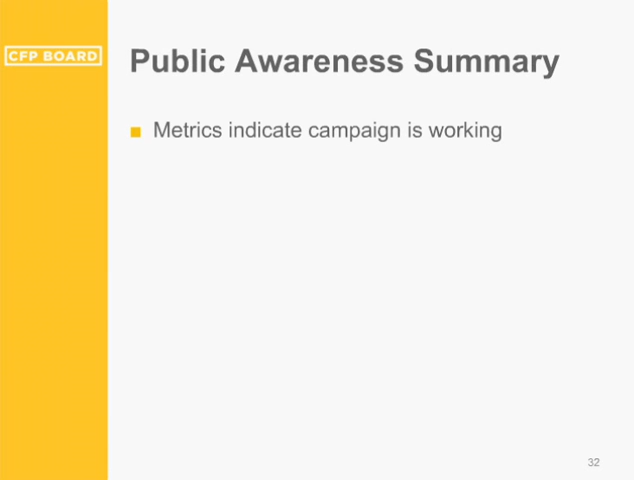 CFP BOARD
Public Awareness Summary
Metrics indicate campaign is working
32